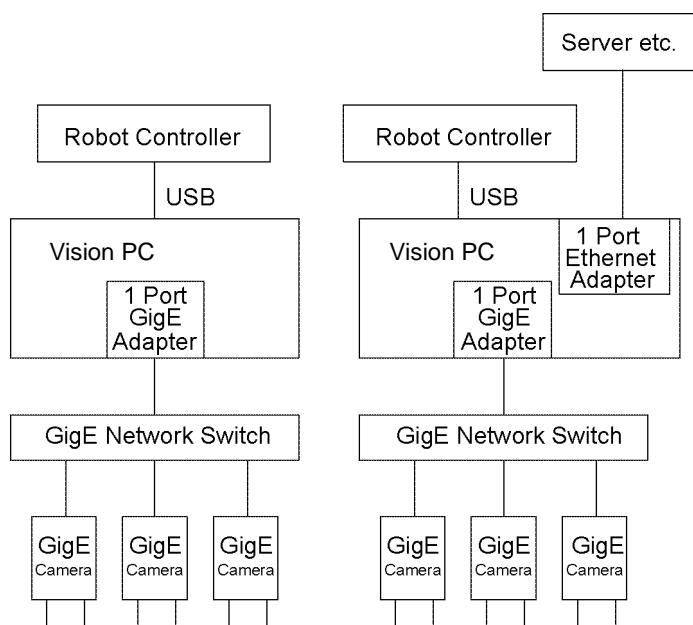 Server etc.
Robot Controller
USB
Vision PC
1 Port
GigE
Adapter
GigE Network Switch
GigE
Camera
GigE
Camera
GigE
Camera
Robot Controller
USB
Vision PC
1 Port
Ethernet
Adapter
1 Port
GigE
Adapter
GigE Network Switch
GigE
Camera
GigE
Camera
GigE
Camera